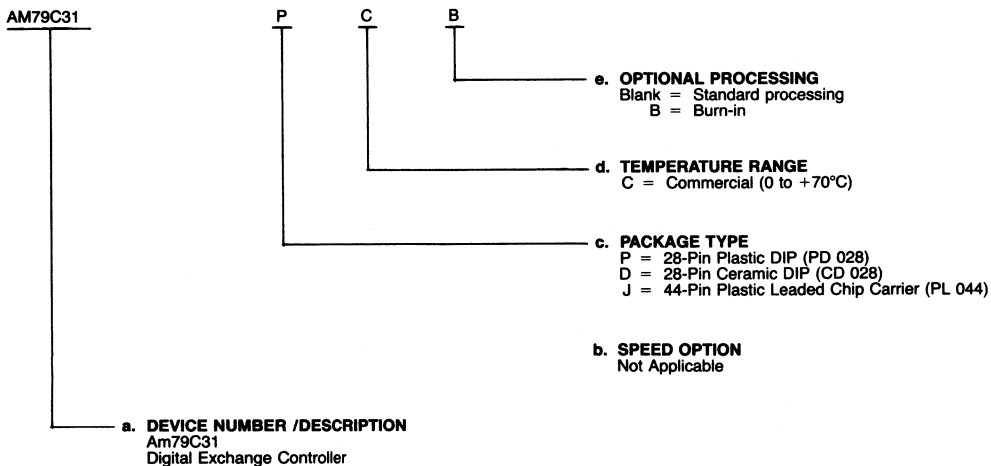 AM79C31 P C B
e. OPTIONAL PROCESSING
Blank = Standard processing
B = Burn-in
d. TEMPERATURE RANGE
C = Commercial (0 to +70°C)
c. PACKAGE TYPE
P = 28-Pin Plastic DIP (PD 028)
D = 28-Pin Ceramic DIP (CD 028)
J = 44-Pin Plastic Leaded Chip Carrier (PL 044)
b. SPEED OPTION
Not Applicable
a. DEVICE NUMBER /DESCRIPTION
Am79C31
Digital Exchange Controller